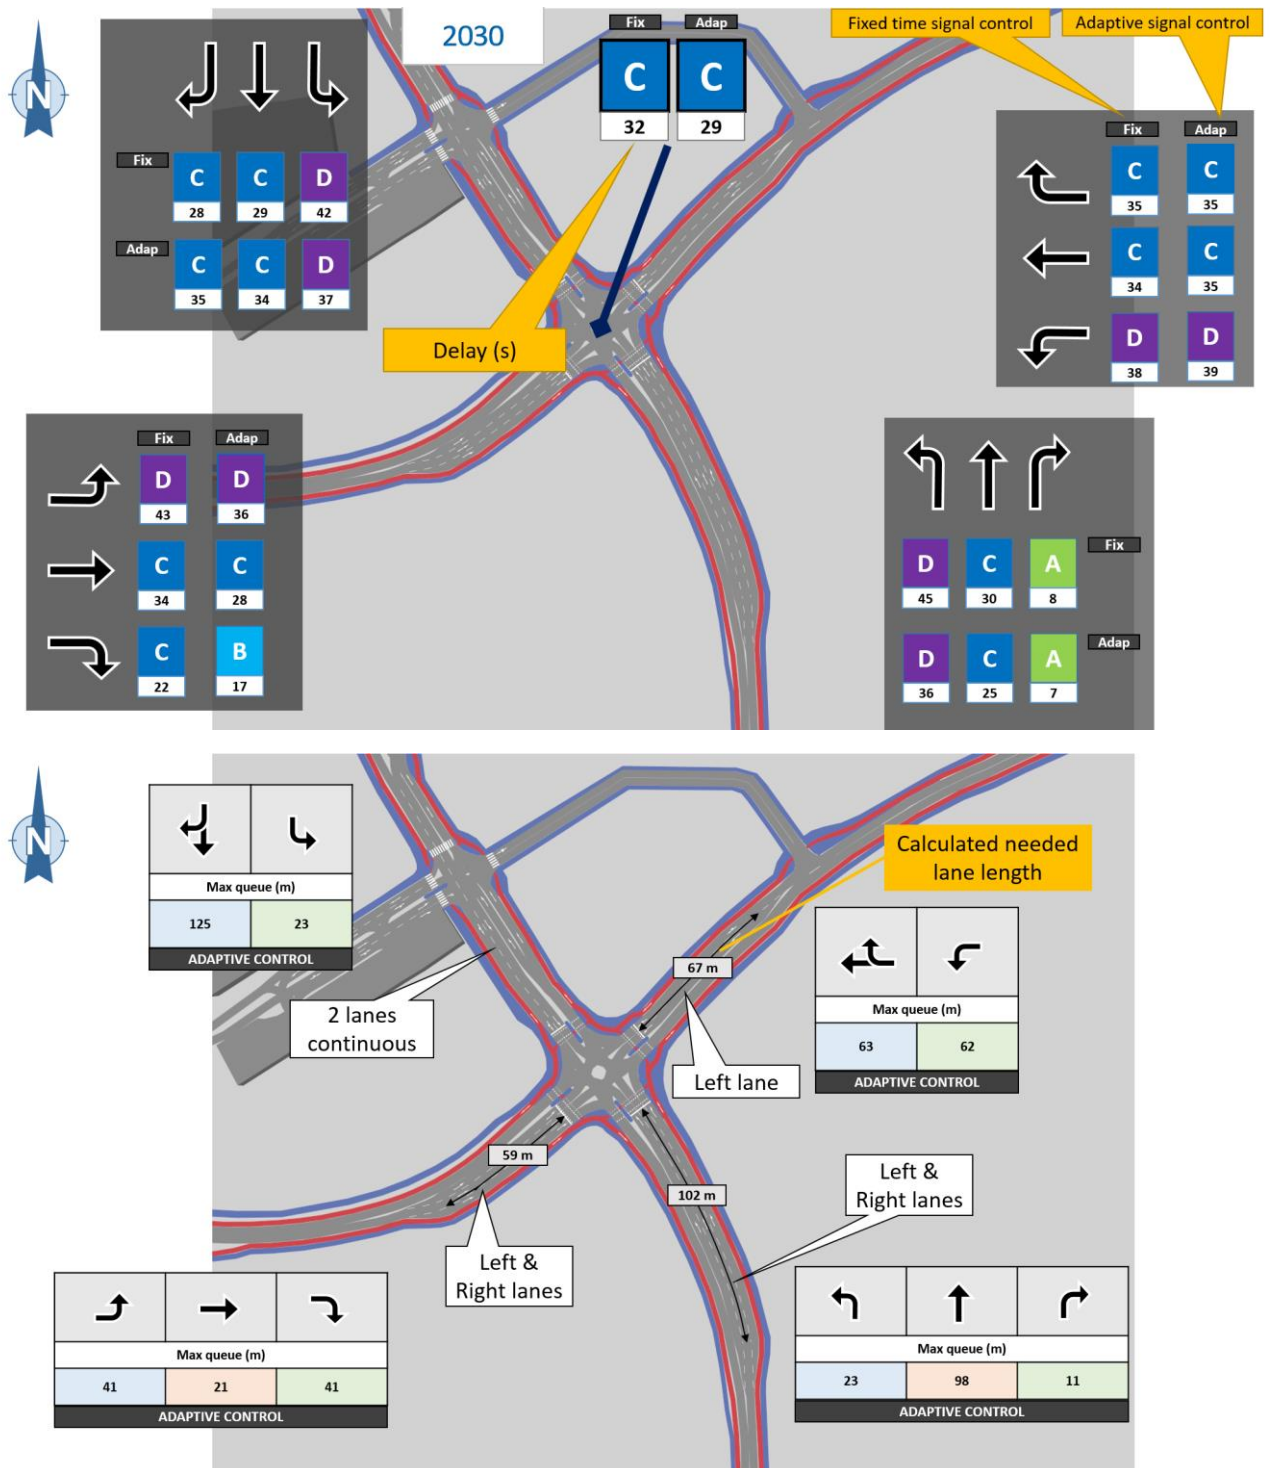 2030
Fix
Adap
C
C
32
29
Fixed time signal control
Adaptive signal control
N
Fix
C
C
D
28
29
42
Adap
C
C
D
35
34
37
Fix
Adap
C
C
35
35
C
C
34
35
D
D
38
39
Delay (s)
Fix
Adap
D
D
43
36
C
C
34
28
C
B
22
17
D
C
A
Fix
45
30
8
D
C
A
Adap
36
25
7
N
Max queue (m)
125
23
ADAPTIVE CONTROL
2 lanes
continuous
Calculated needed
lane length
67 m
Left lane
Max queue (m)
63
62
ADAPTIVE CONTROL
59 m
Left &
Right lanes
102 m
Left &
Right lanes
Max queue (m)
41
21
41
ADAPTIVE CONTROL
Max queue (m)
23
98
11
ADAPTIVE CONTROL